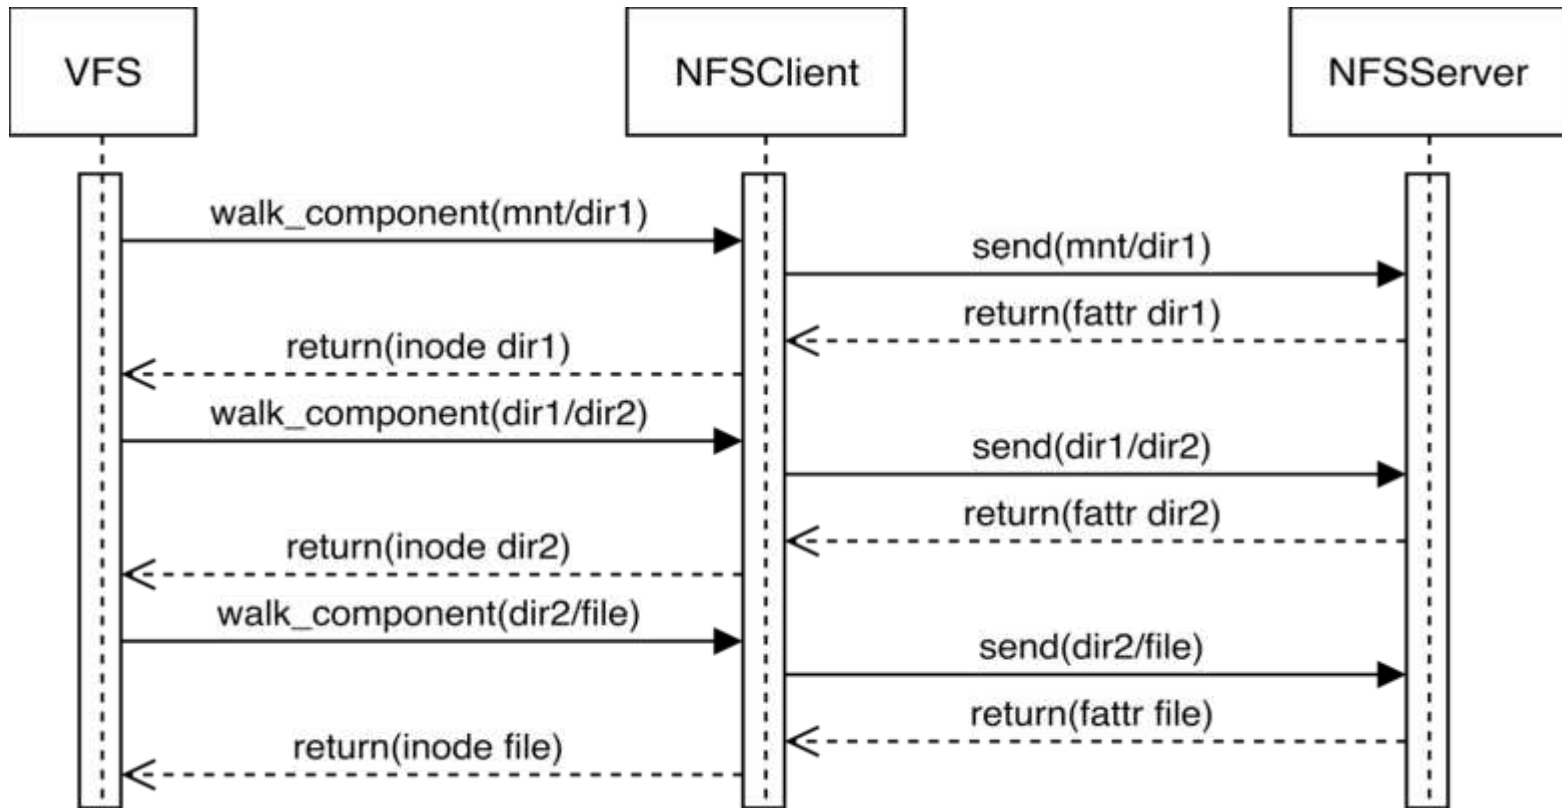 VFS
NFSClient
NFSServer
walk_component(mnt/dir1)
send(mnt/dir1)
return(fattr dir1)
return(inode dir1)
walk_component(dir1/dir2)
send(dir1/dir2)
return(fattr dir2)
return(inode dir2)
walk_component(dir2/file)
send(dir2/file)
return(fattr file)
return(inode file)